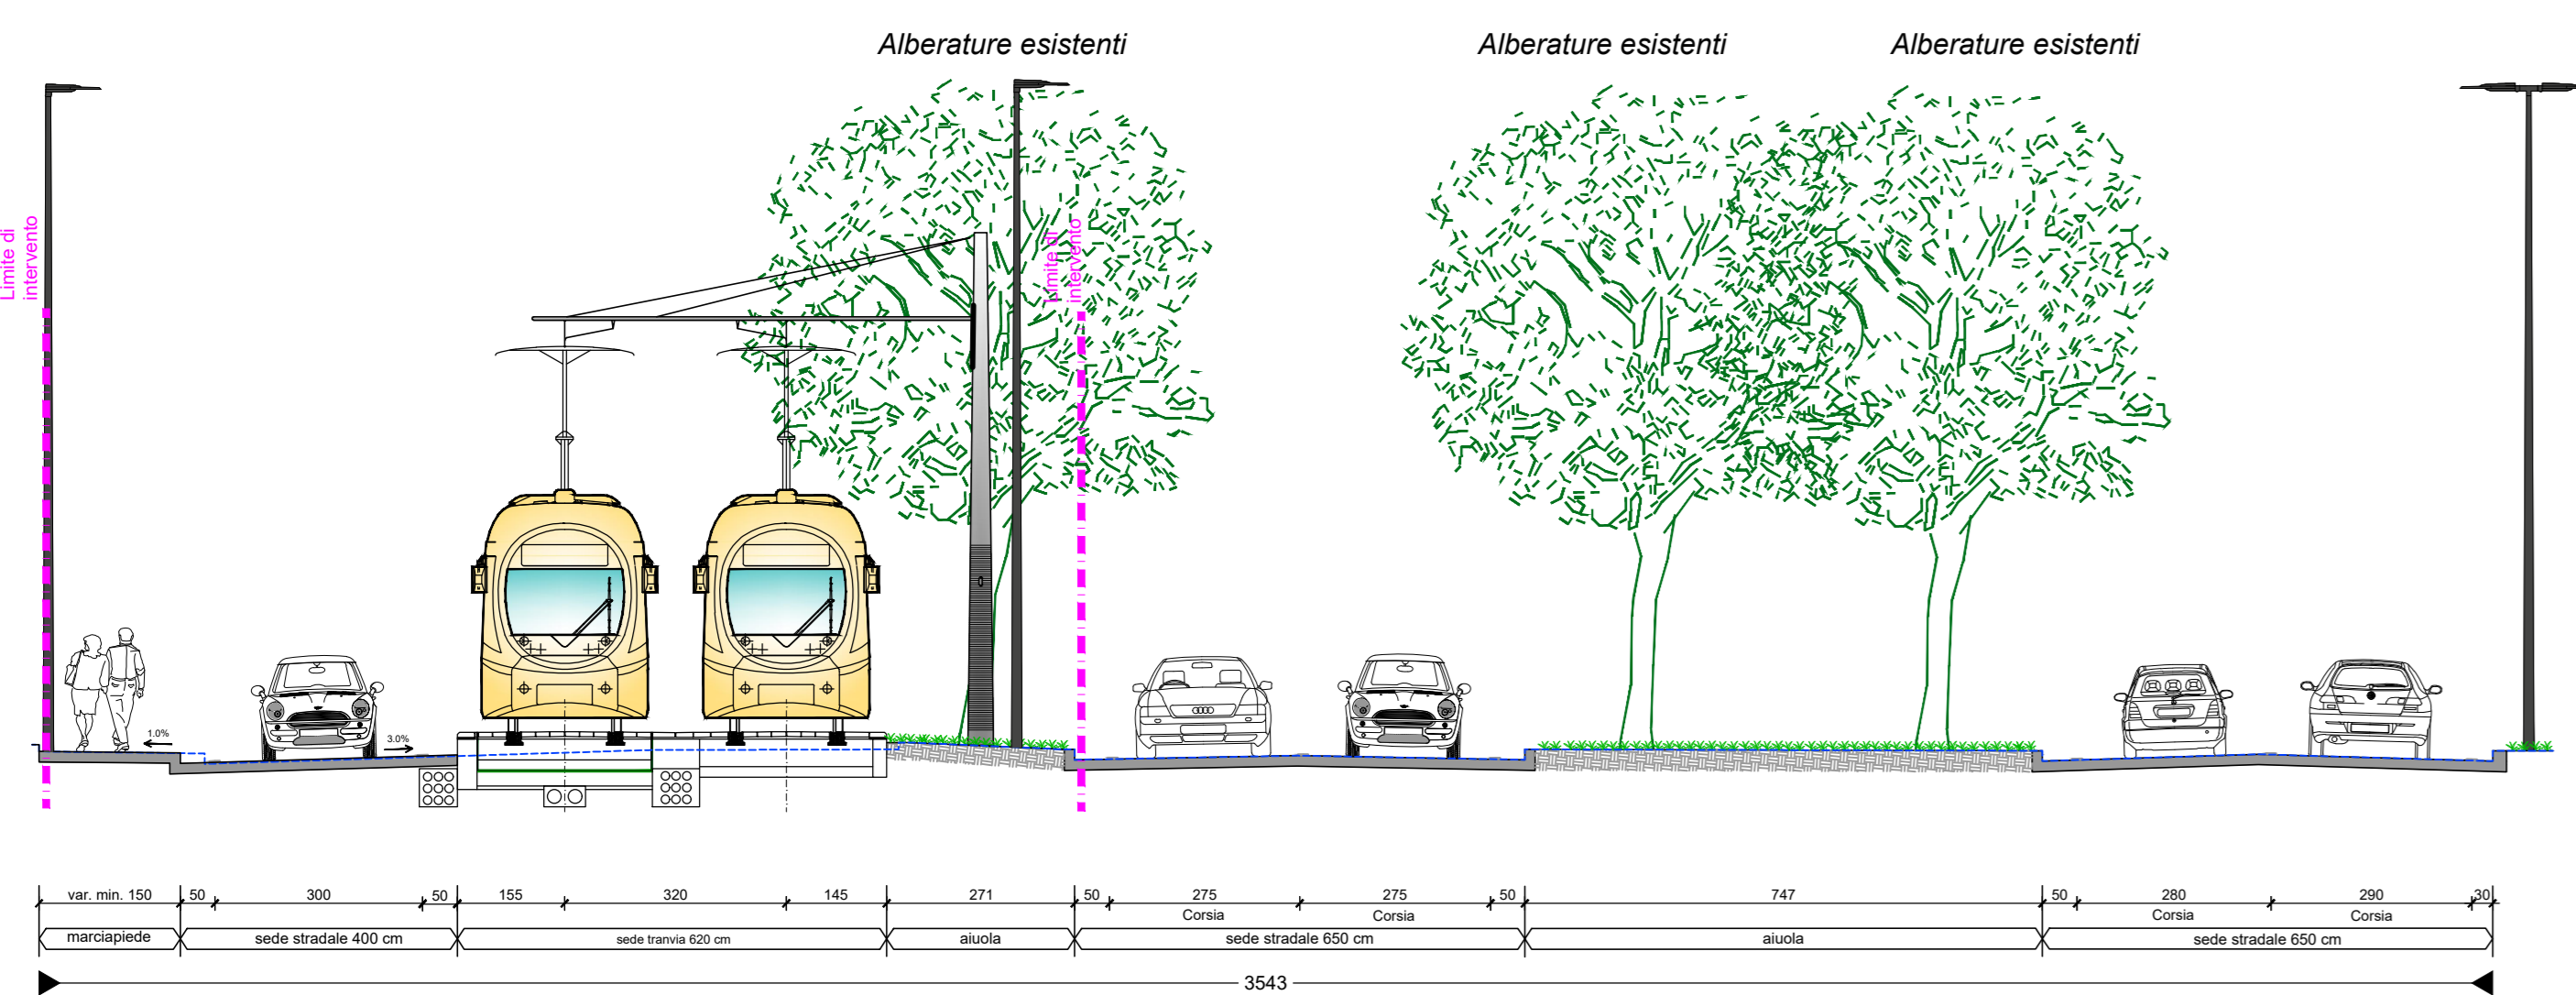 Alberature esistenti
Alberature esistenti
Alberature esistenti
Limite di
intervento
Limite di
intervento
1.0%
3.0%
var. min. 150
50
300
50
155
320
145
271
50
275
275
50
747
50
280
290
30
Corsia
Corsia
Corsia
Corsia
marciapiede
sede stradale 400 cm
sede tranvia 620 cm
aiuola
sede stradale 650 cm
aiuola
sede stradale 650 cm
3543